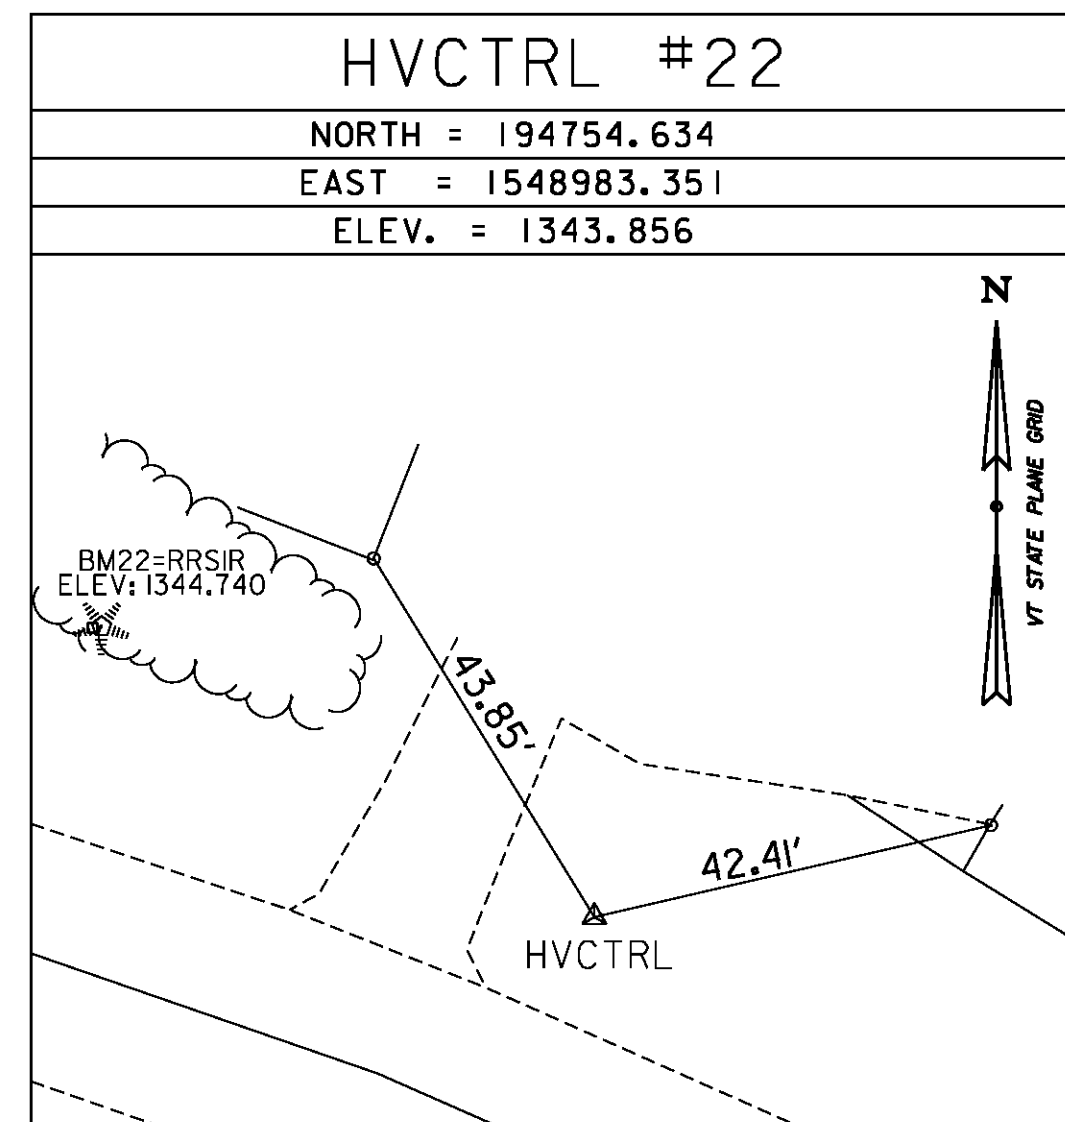 HVCTRL #22
NORTH = 194754.634
EAST = 1548983.351
ELEV. = 1343.856
N
VT STATE PLANE GRID
BM22=RRSIR
ELEV: 1344.740
43.85'
42.41'
HVCTRL